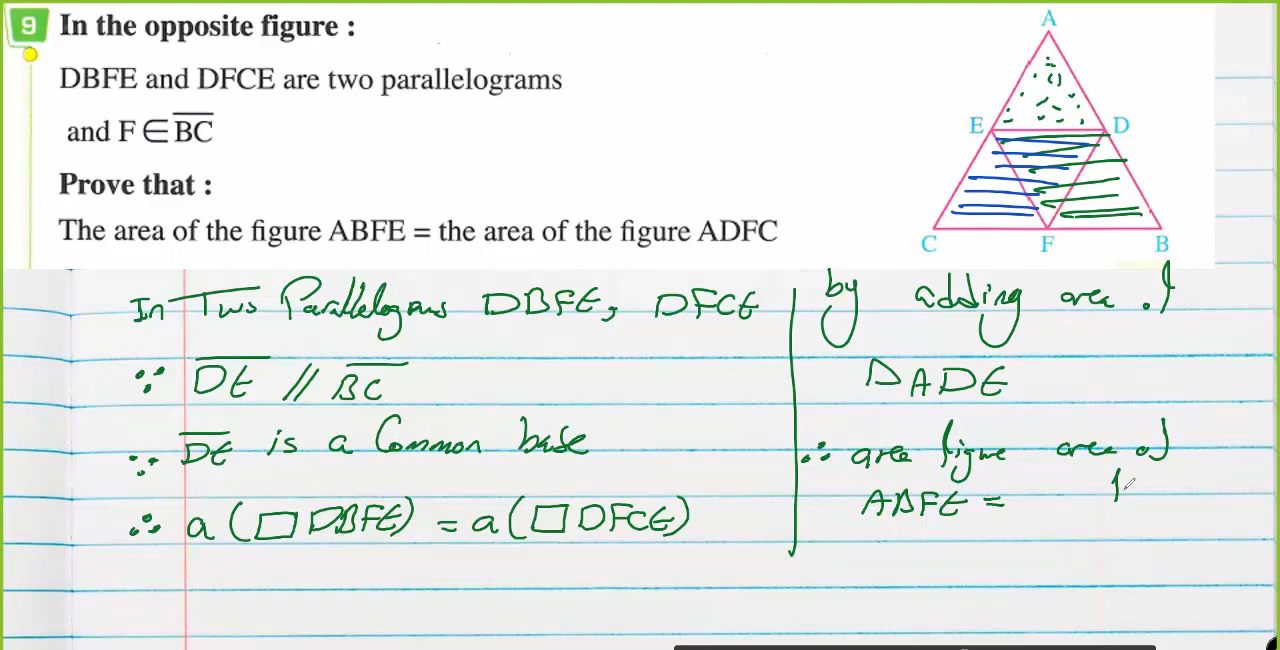 9 In the opposite figure :
DBFE and DFCE are two parallelograms
and F ∈ BC
Prove that :
The area of the figure ABFE = the area of the figure ADFC
A
E D
C F B
In Two Parallelograms DBFE, DFCE
∵ DE // BC
∵ DE is a Common base
∴ a (▱ DBFE) = a (▱ DFCE)
by adding area of
△ ADE
∴ area figure area of
ABFE =